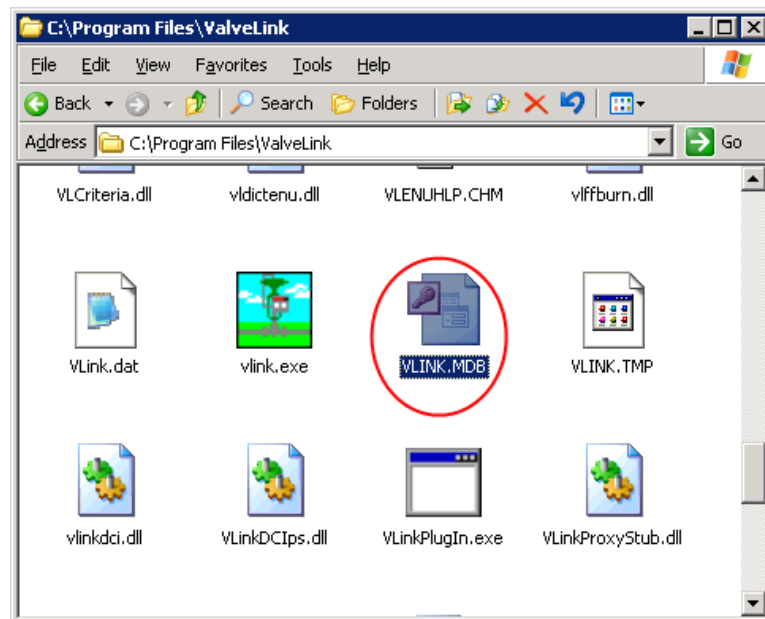 C:\Program Files\ValveLink
File Edit View Favorites Tools Help
Back Search Folders
Address C:\Program Files\ValveLink Go
VLCriteria.dll vldictenu.dll VLENUHLP.CHM vlffburn.dll
VLink.dat vlink.exe VLINK.MDB VLINK.TMP
vlinkdci.dll VLinkDCIps.dll VLinkPlugIn.exe VLinkProxyStub.dll